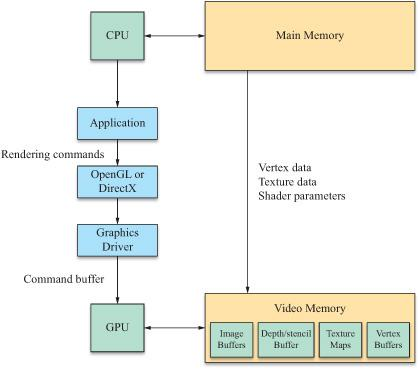 CPU
Main Memory
Application
Rendering commands
OpenGL or
DirectX
Vertex data
Texture data
Shader parameters
Graphics
Driver
Command buffer
GPU
Video Memory
Image
Buffers
Depth/stencil
Buffer
Texture
Maps
Vertex
Buffers